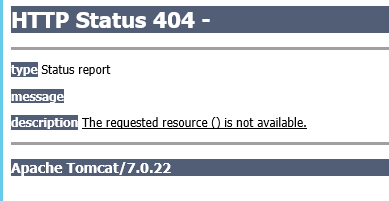 HTTP Status 404 -
type Status report
message
description The requested resource () is not available.
Apache Tomcat/7.0.22